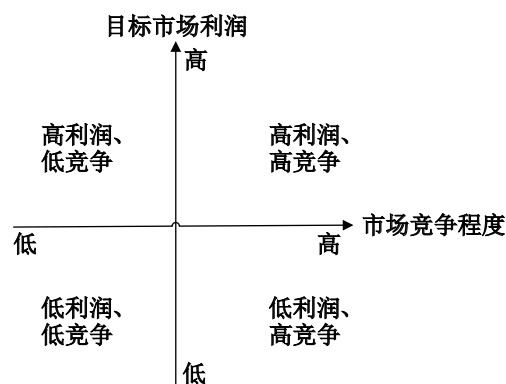 目标市场利润
高
高利润、
低竞争
高利润、
高竞争
市场竞争程度
低
高
低利润、
低竞争
低利润、
高竞争
低